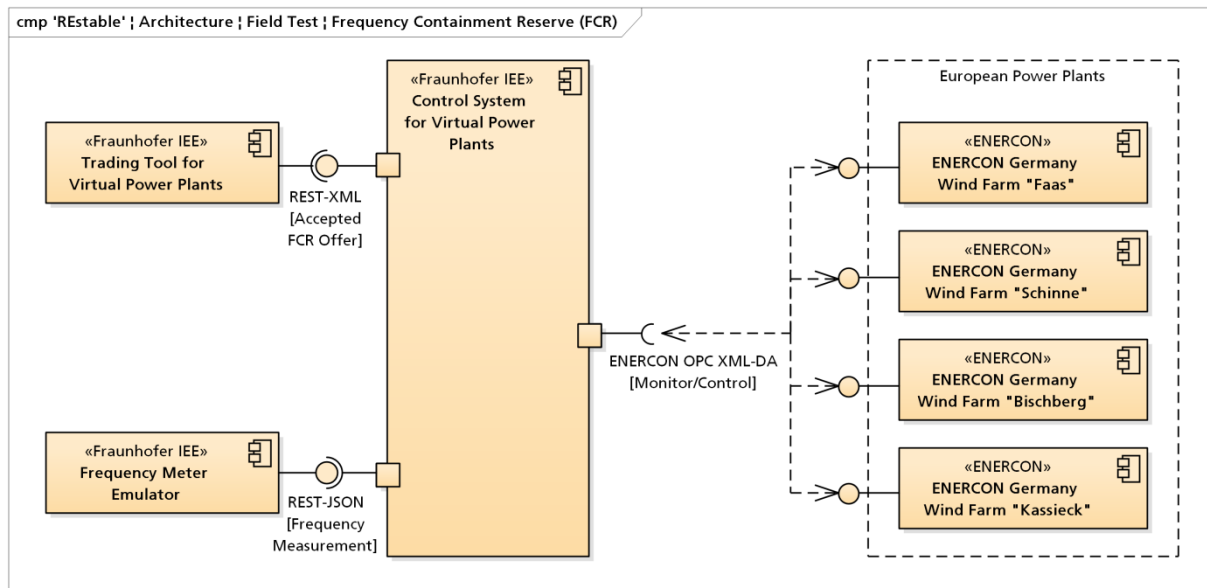 cmp 'REstable' ¦ Architecture ¦ Field Test ¦ Frequency Containment Reserve (FCR)
«Fraunhofer IEE»
Trading Tool for
Virtual Power Plants
REST-XML
[Accepted
FCR Offer]
«Fraunhofer IEE»
Frequency Meter
Emulator
REST-JSON
[Frequency
Measurement]
«Fraunhofer IEE»
Control System
for Virtual Power
Plants
ENERCON OPC XML-DA
[Monitor/Control]
European Power Plants
«ENERCON»
ENERCON Germany
Wind Farm "Faas"
«ENERCON»
ENERCON Germany
Wind Farm "Schinne"
«ENERCON»
ENERCON Germany
Wind Farm "Bischberg"
«ENERCON»
ENERCON Germany
Wind Farm "Kassieck"